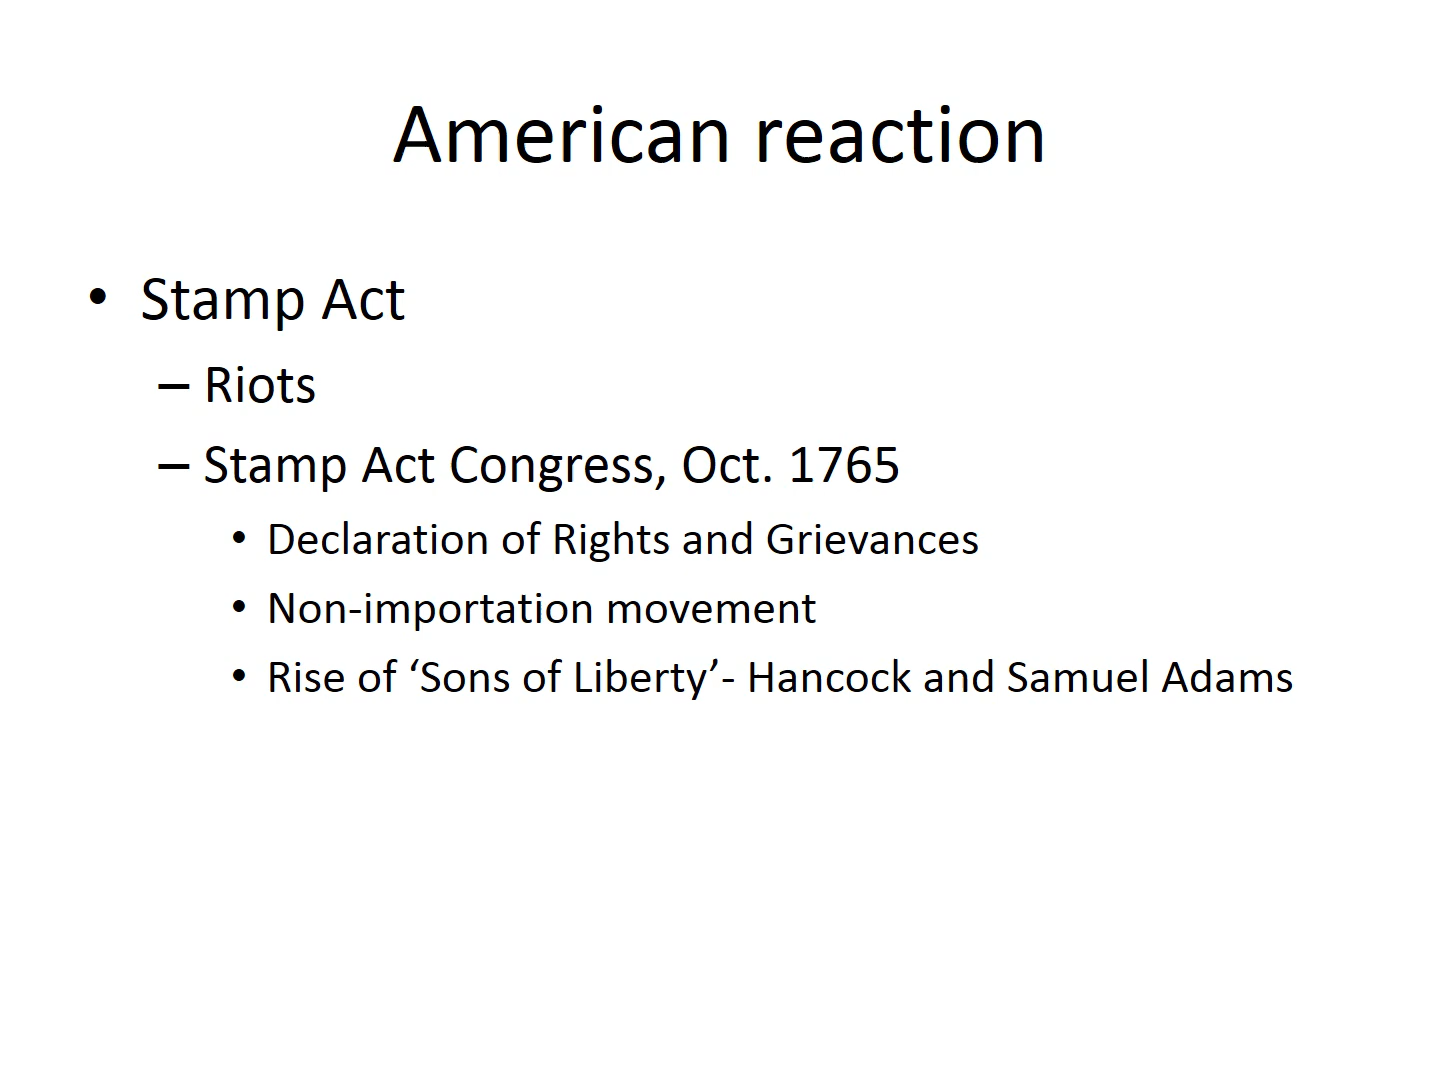 American reaction
• Stamp Act
– Riots
– Stamp Act Congress, Oct. 1765
• Declaration of Rights and Grievances
• Non-importation movement
• Rise of ‘Sons of Liberty’- Hancock and Samuel Adams